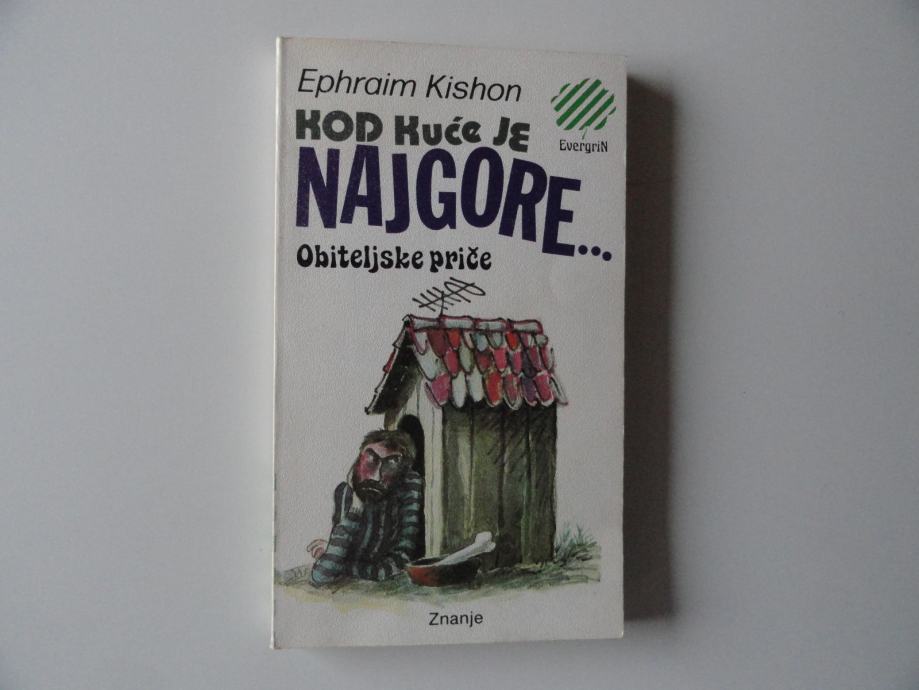 Ephraim Kishon
KOD Kuće JE
EvergriN
NAJGORE...
Obiteljske priče
Znanje